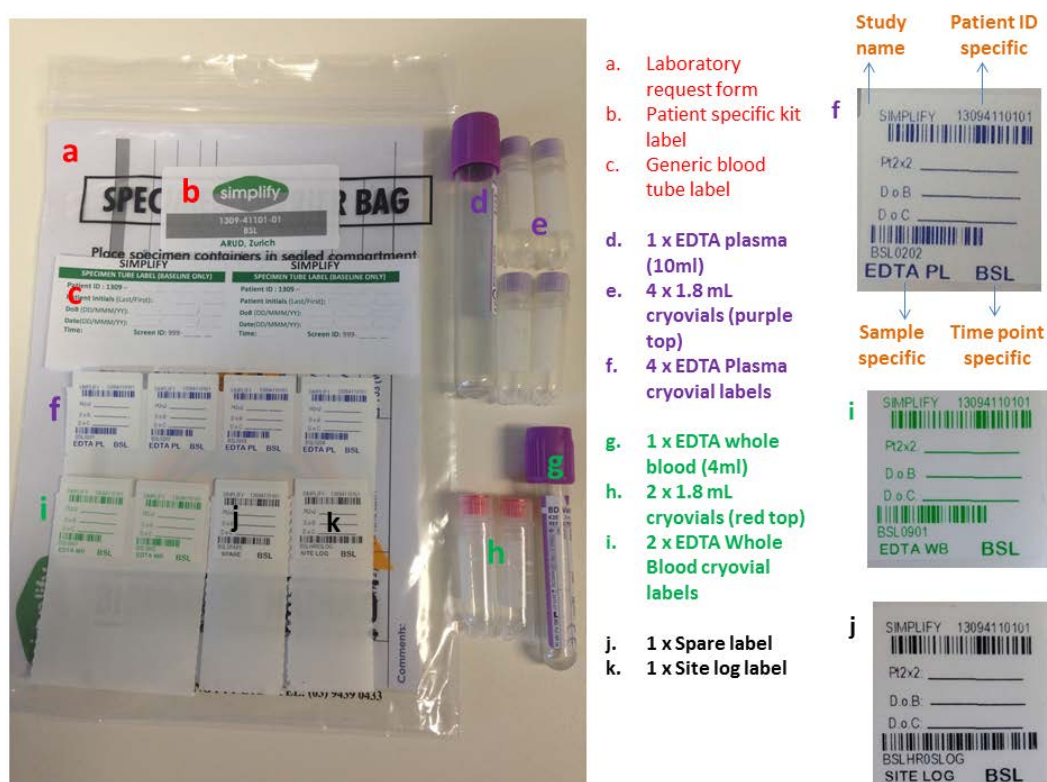 a
b
simplify
1309-41101-01
BSL
ARUD, Zurich
BAG
Place specimen containers in sealed compartment
SIMPLIFY
SIMPLIFY
SPECIMEN TUBE LABEL (BASELINE ONLY)
SPECIMEN TUBE LABEL (BASELINE ONLY)
c
Patient ID : 1309 –
Patient ID : 1309 –
Patient Initials (Last/First):
Patient Initials (Last/First):
DoB (DD/MMM/YY):
DoB (DD/MMM/YY):
Date(DD/MMM/YY):
Date(DD/MMM/YY):
Time: Screen ID: 999
Time: Screen ID: 999
d
e
f
EDTA PL BSL
EDTA PL BSL
EDTA PL BSL
EDTA PL BSL
g
h
i
j
k
EDTA WB BSL
EDTA WB BSL
SPARE BSL
BSLHR0SLOG
SITE LOG BSL
Comments:
(03) 9439 0433
a. Laboratory
request form
b. Patient specific kit
label
c. Generic blood
tube label
d. 1 x EDTA plasma
(10ml)
e. 4 x 1.8 mL
cryovials (purple
top)
f. 4 x EDTA Plasma
cryovial labels
g. 1 x EDTA whole
blood (4ml)
h. 2 x 1.8 mL
cryovials (red top)
i. 2 x EDTA Whole
Blood cryovial
labels
j. 1 x Spare label
k. 1 x Site log label
Study
name
Patient ID
specific
f
SIMPLIFY 13094110101
Pt2x2
DoB
DoC
BSL0202
EDTA PL BSL
Sample
specific
Time point
specific
i
SIMPLIFY 13094110101
Pt2x2:
D.o.B:
D.o.C:
BSL0901
EDTA WB BSL
j
SIMPLIFY 13094110101
Pt2x2:
D.o.B:
D.o.C:
BSLHR0SLOG
SITE LOG BSL